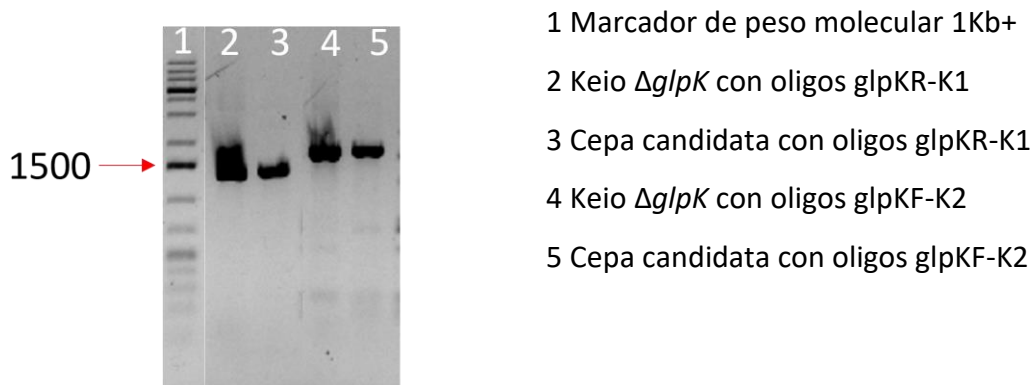 1 2 3 4 5
1500
1 Marcador de peso molecular 1Kb+
2 Keio ΔglpK con oligos glpKR-K1
3 Cepa candidata con oligos glpKR-K1
4 Keio ΔglpK con oligos glpKF-K2
5 Cepa candidata con oligos glpKF-K2